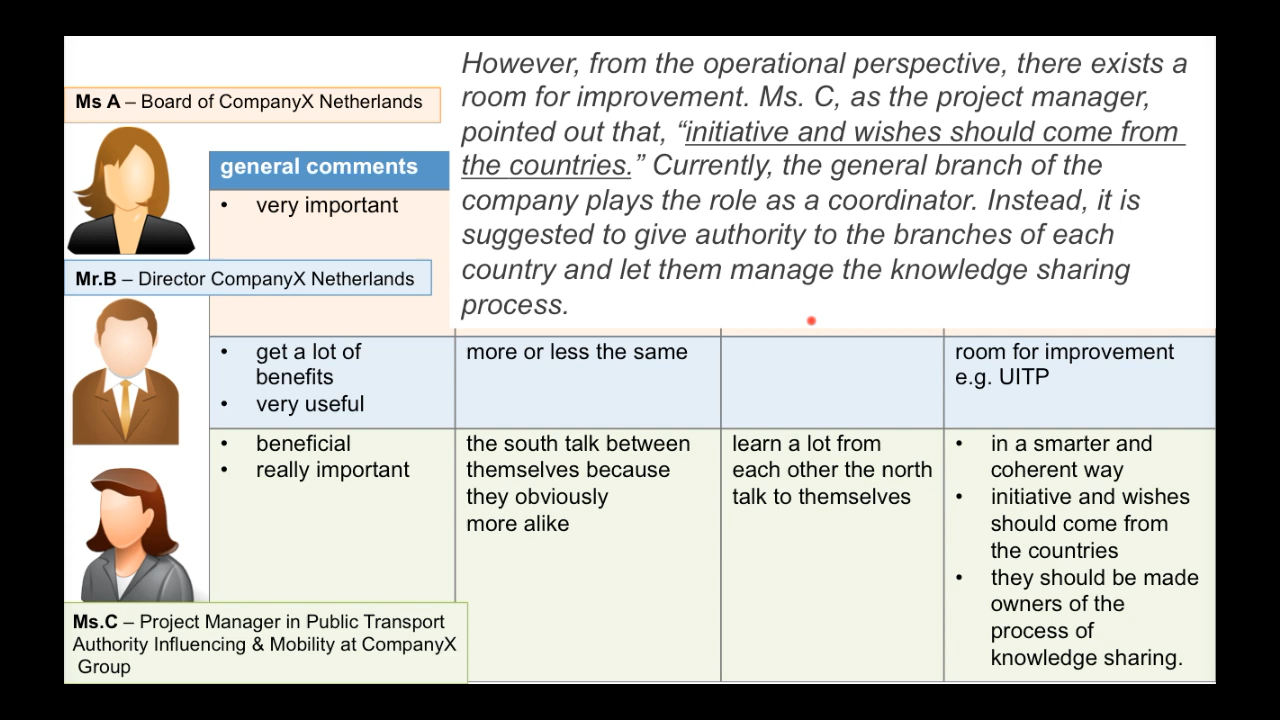 However, from the operational perspective, there exists a
room for improvement. Ms. C, as the project manager,
pointed out that, “initiative and wishes should come from
the countries.” Currently, the general branch of the
company plays the role as a coordinator. Instead, it is
suggested to give authority to the branches of each
country and let them manage the knowledge sharing
process.
Ms A – Board of CompanyX Netherlands
general comments
• very important
Mr.B – Director CompanyX Netherlands
• get a lot of
benefits
• very useful
more or less the same
room for improvement
e.g. UITP
• beneficial
• really important
the south talk between
themselves because
they obviously
more alike
learn a lot from
each other the north
talk to themselves
• in a smarter and
coherent way
• initiative and wishes
should come from
the countries
• they should be made
owners of the
process of
knowledge sharing.
Ms.C – Project Manager in Public Transport
Authority Influencing & Mobility at CompanyX
Group